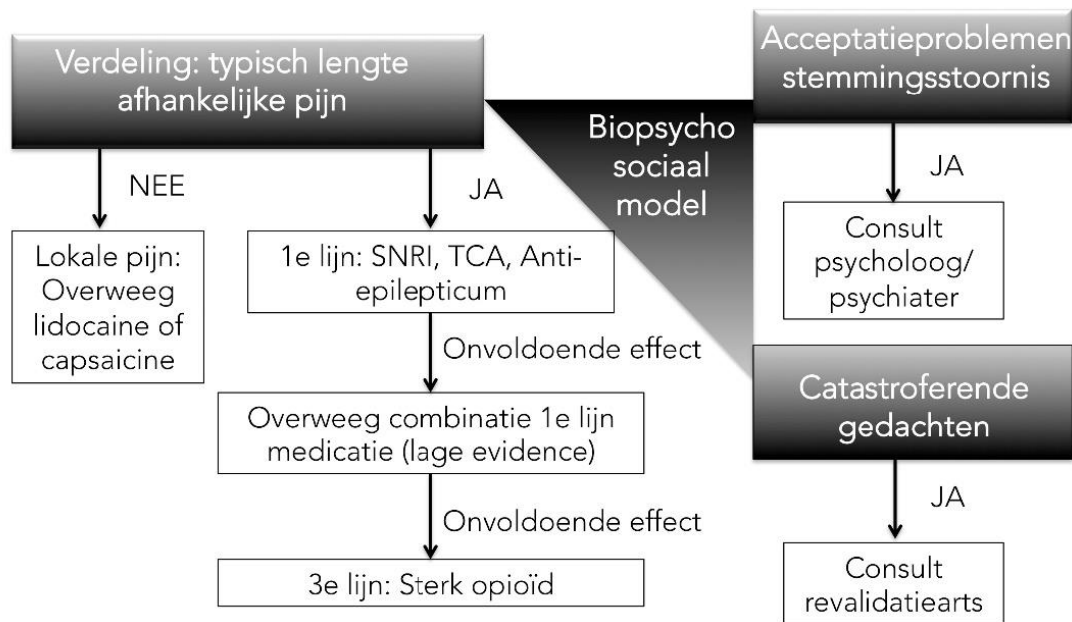 Verdeling: typisch lengte
afhankelijke pijn
NEE
JA
Lokale pijn:
Overweeg
lidocaine of
capsaicine
1e lijn: SNRI, TCA, Anti-
epilepticum
Onvoldoende effect
Overweeg combinatie 1e lijn
medicatie (lage evidence)
Onvoldoende effect
3e lijn: Sterk opioïd
Biopsycho
sociaal
model
Acceptatieproblemen
stemmingsstoornis
JA
Consult
psycholoog/
psychiater
Catastroferende
gedachten
JA
Consult
revalidatiearts